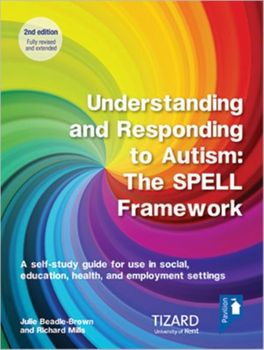 2nd edition
Fully revised
and extended
Understanding
and Responding
to Autism:
The SPELL
Framework
A self-study guide for use in social,
education, health, and employment settings
Julie Beadle-Brown
and Richard Mills
TIZARD
University of Kent
Pavilion